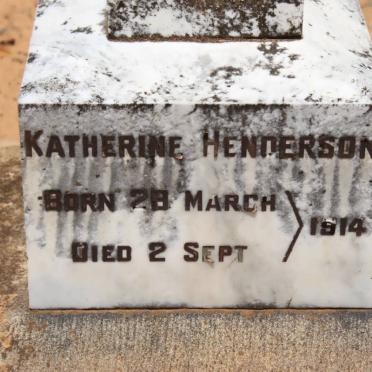 KATHERINE HENDERSON
BORN 28 MARCH
DIED 2 SEPT
1914